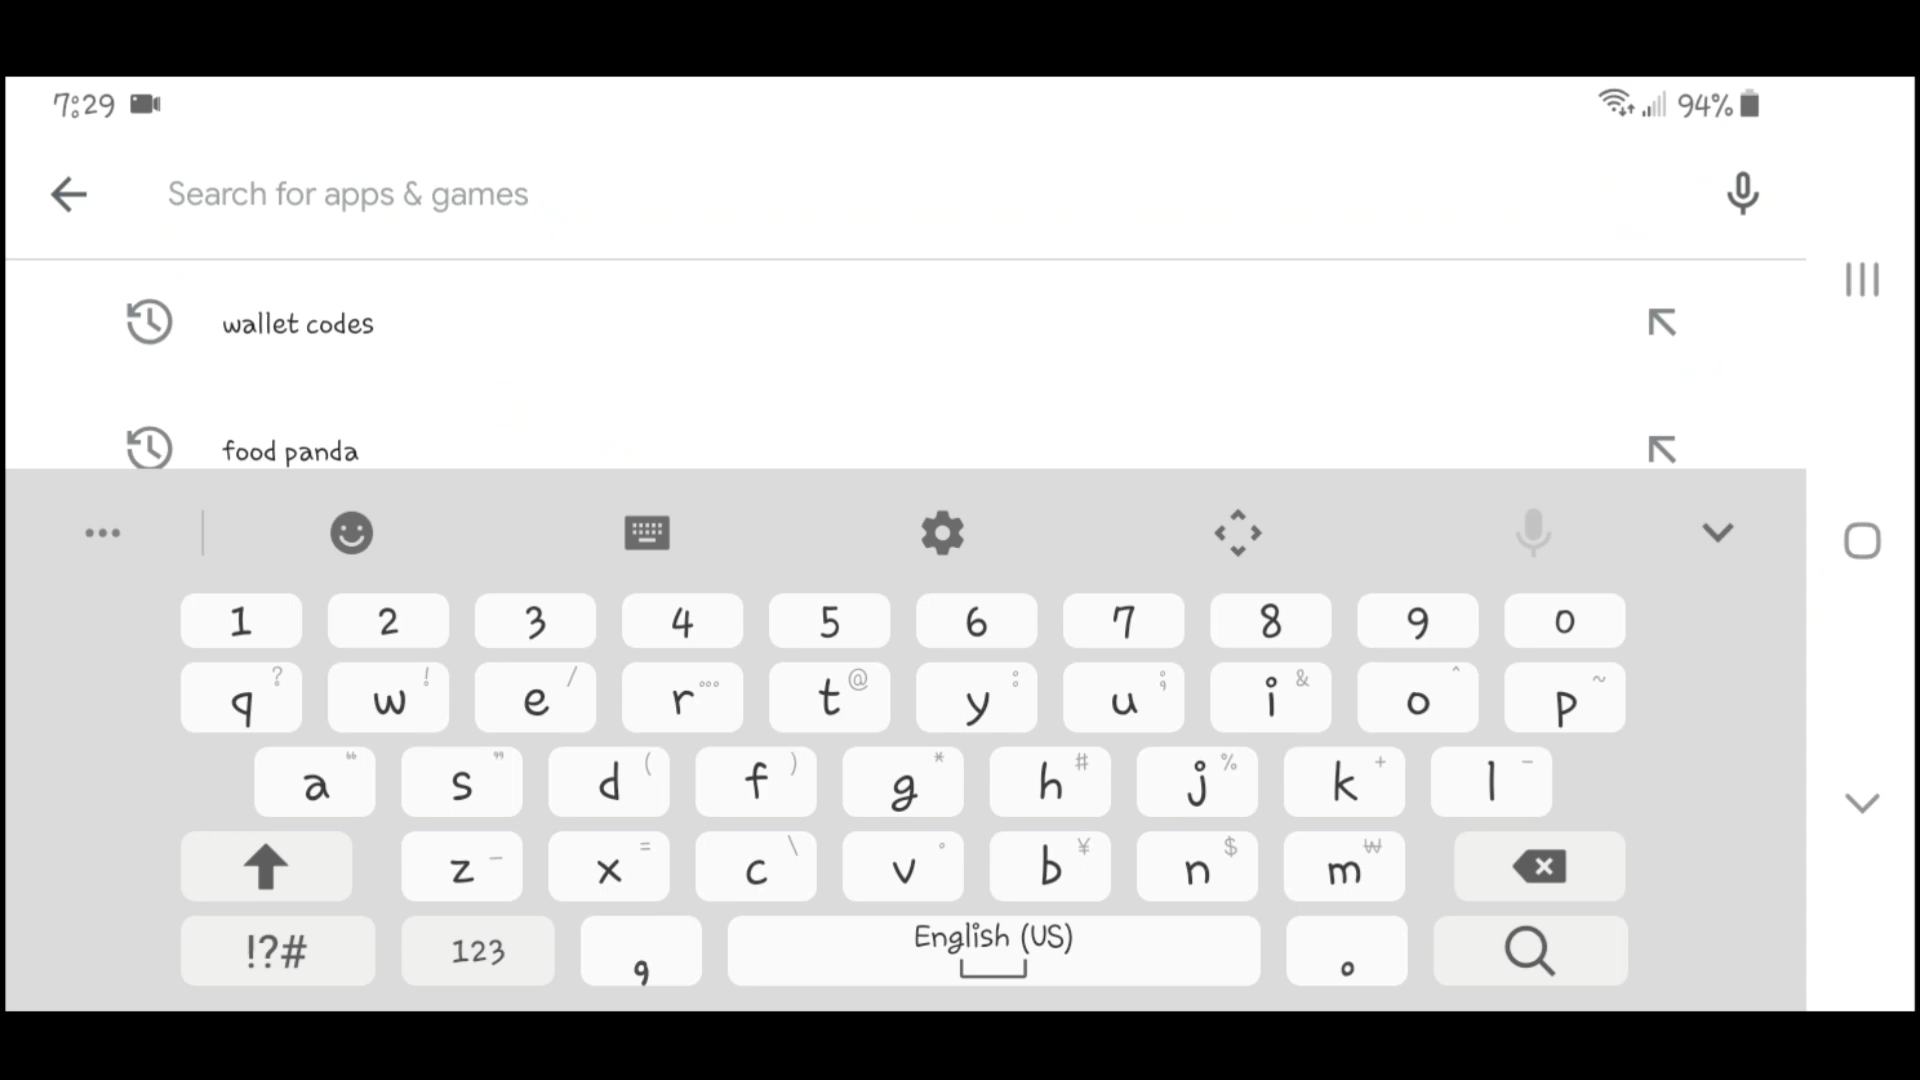 7:29 94%
Search for apps & games
wallet codes
food panda
1 2 3 4 5 6 7 8 9 0
q ? w ! e / r ... t @ y : u ; i & o ^ p ~
a “ s ” d ( f ) g * h # j % k + l -
z _ x = c \ v ° b ¥ n $ m ₩
!?# 123 , English (US) .